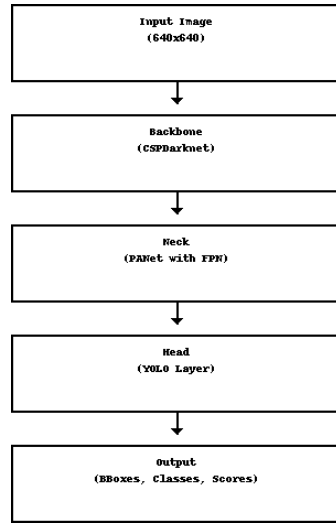 Input Image
(640x640)
Backbone
(CSPDarknet)
Neck
(PANet with FPN)
Head
(YOLO Layer)
Output
(BBoxes, Classes, Scores)